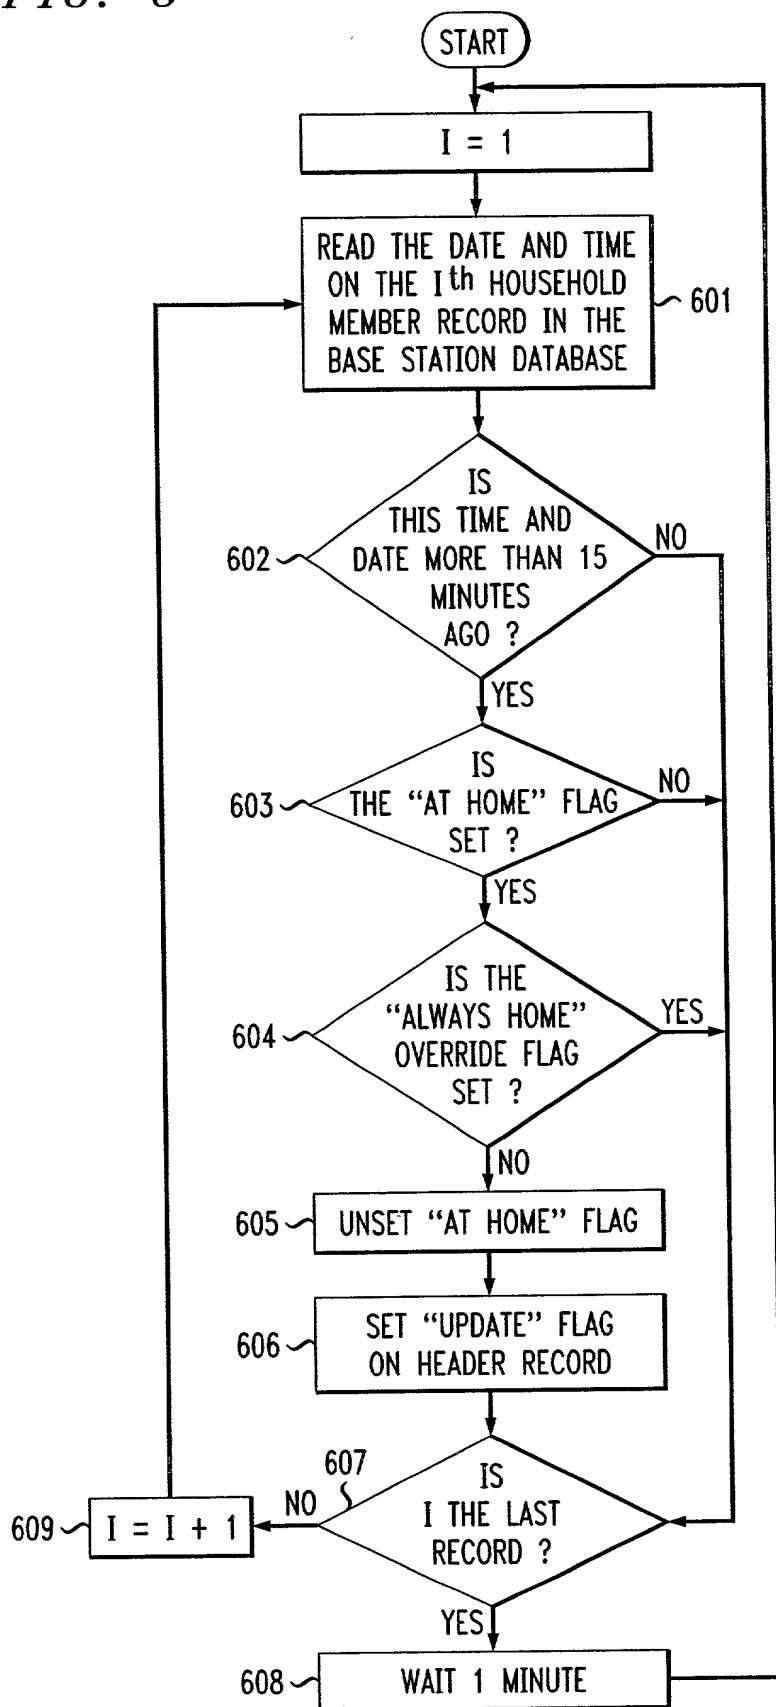 START
I = 1
READ THE DATE AND TIME
ON THE Ith HOUSEHOLD
MEMBER RECORD IN THE
BASE STATION DATABASE
601
IS
THIS TIME AND
DATE MORE THAN 15
MINUTES
AGO ?
602
NO
YES
IS
THE “AT HOME” FLAG
SET ?
603
NO
YES
IS THE
“ALWAYS HOME”
OVERRIDE FLAG
SET ?
604
YES
NO
605
UNSET “AT HOME” FLAG
606
SET “UPDATE” FLAG
ON HEADER RECORD
607
IS
I THE LAST
RECORD ?
NO
609
I = I + 1
YES
608
WAIT 1 MINUTE